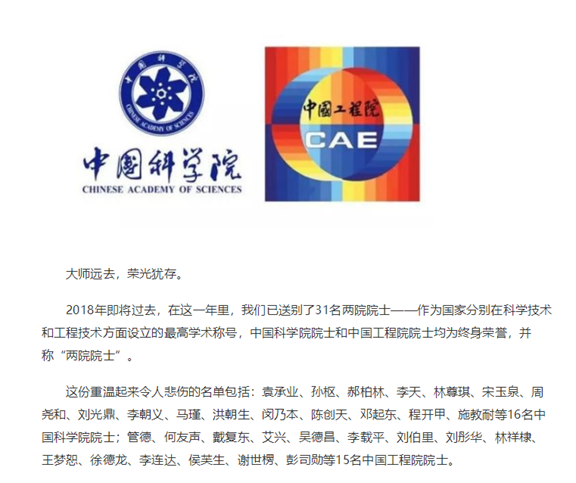 中国科学院
CHINESE ACADEMY OF SCIENCES
中国科学院
CHINESE ACADEMY OF SCIENCES
中國工程院
CAE
大师远去，荣光犹存。
2018年即将过去，在这一年里，我们已送别了31名两院院士——作为国家分别在科学技术
和工程技术方面设立的最高学术称号，中国科学院院士和中国工程院院士均为终身荣誉，并
称“两院院士”。
这份重温起来令人悲伤的名单包括：袁承业、孙枢、郝柏林、李天、林尊琪、宋玉泉、周
尧和、刘光鼎、李朝义、马瑾、洪朝生、闵乃本、陈创天、邓起东、程开甲、施教耐等16名中
国科学院院士；管德、何友声、戴复东、艾兴、吴德昌、李载平、刘伯里、刘彤华、林祥棣、
王梦恕、徐德龙、李连达、侯芙生、谢世楞、彭司勋等15名中国工程院院士。